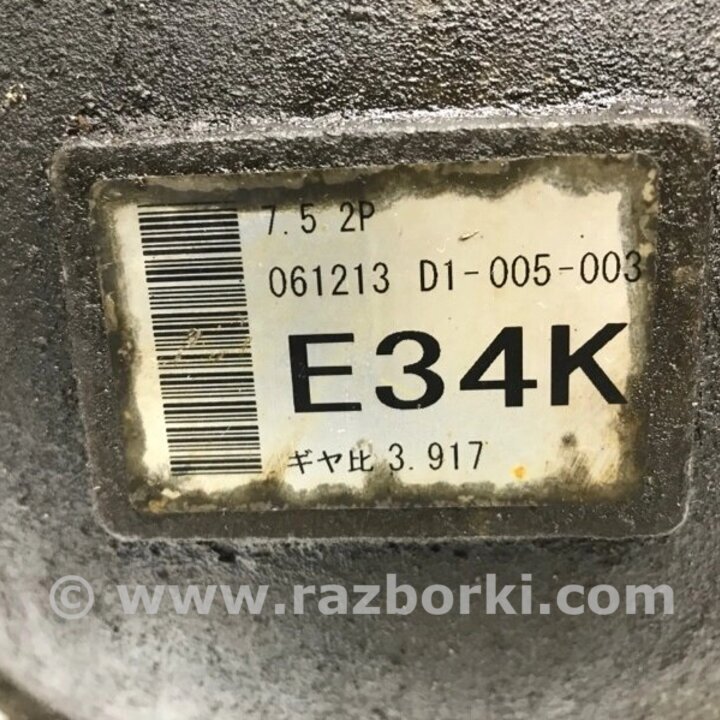 7.5 2P
061213 D1-005-003
E34K
ギヤ比 3.917
© www.razborki.com